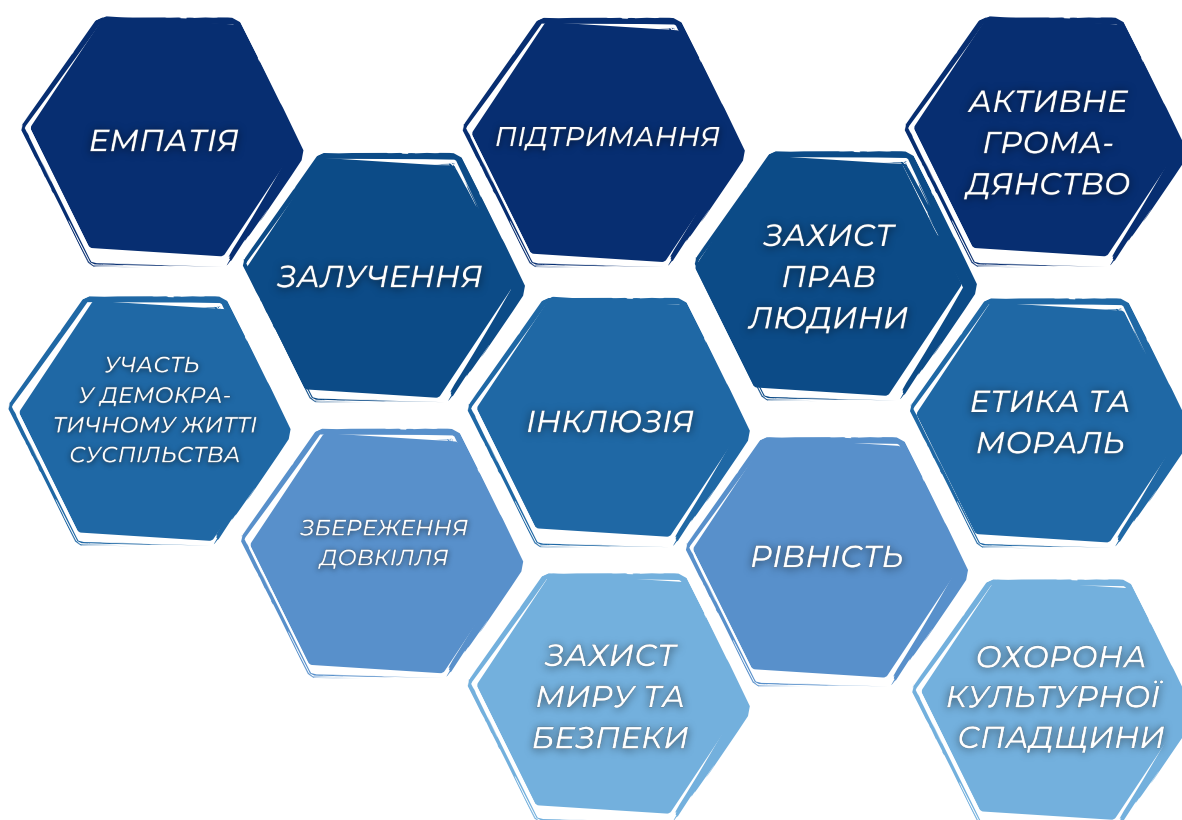 ЕМПАТІЯ
ПІДТРИМАННЯ
АКТИВНЕ
ГРОМА-
ДЯНСТВО
ЗАЛУЧЕННЯ
ЗАХИСТ
ПРАВ
ЛЮДИНИ
УЧАСТЬ
У ДЕМОКРА-
ТИЧНОМУ ЖИТТІ
СУСПІЛЬСТВА
ІНКЛЮЗІЯ
ЕТИКА ТА
МОРАЛЬ
ЗБЕРЕЖЕННЯ
ДОВКІЛЛЯ
РІВНІСТЬ
ЗАХИСТ
МИРУ ТА
БЕЗПЕКИ
ОХОРОНА
КУЛЬТУРНОЇ
СПАДЩИНИ